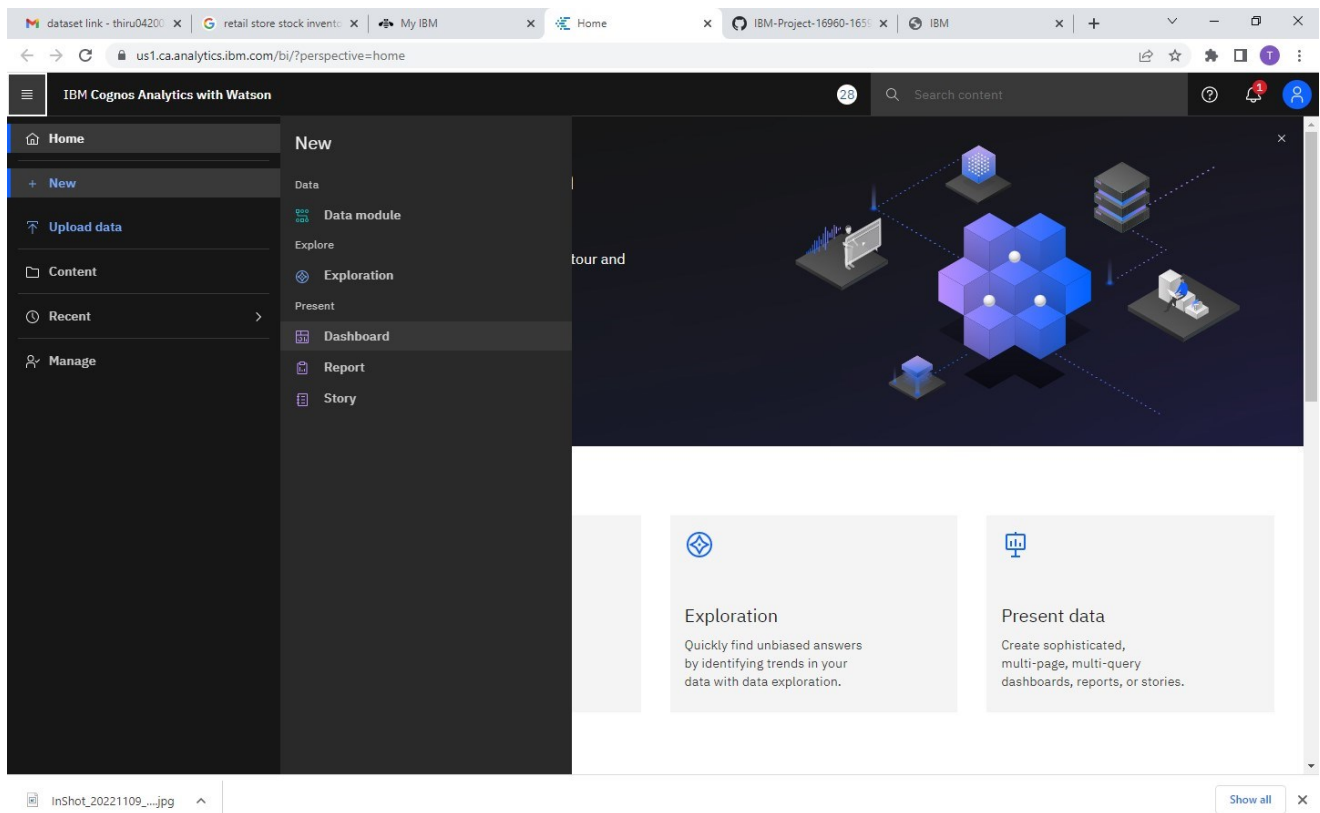 dataset link - thiru04200
retail store stock invento
My IBM
Home
IBM-Project-16960-1659
IBM
us1.ca.analytics.ibm.com/bi/?perspective=home
T
IBM Cognos Analytics with Watson
28
Search content
1
Home
New
Upload data
Content
Recent
Manage
New
Data
Data module
Explore
Exploration
Present
Dashboard
Report
Story
tour and
Exploration
Quickly find unbiased answers
by identifying trends in your
data with data exploration.
Present data
Create sophisticated,
multi-page, multi-query
dashboards, reports, or stories.
InShot_20221109_....jpg
Show all